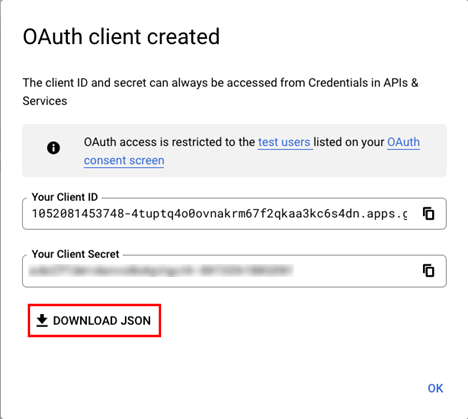 OAuth client created
The client ID and secret can always be accessed from Credentials in APIs &
Services
OAuth access is restricted to the test users listed on your OAuth
consent screen
Your Client ID
1052081453748-4tuptq4o0ovnakrm67f2qkaa3kc6s4dn.apps.g
Your Client Secret
DOWNLOAD JSON
OK